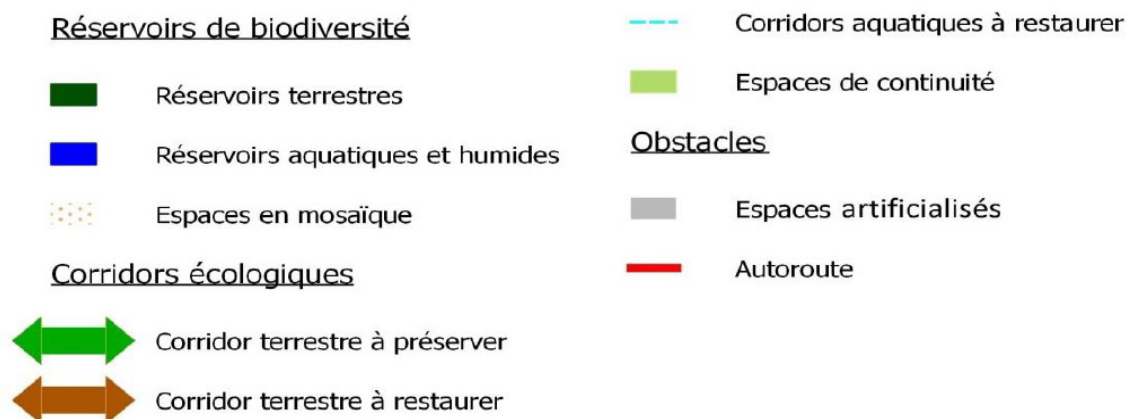 Réservoirs de biodiversité
Réservoirs terrestres
Réservoirs aquatiques et humides
Espaces en mosaïque
Corridors écologiques
Corridor terrestre à préserver
Corridor terrestre à restaurer
Corridors aquatiques à restaurer
Espaces de continuité
Obstacles
Espaces artificialisés
Autoroute